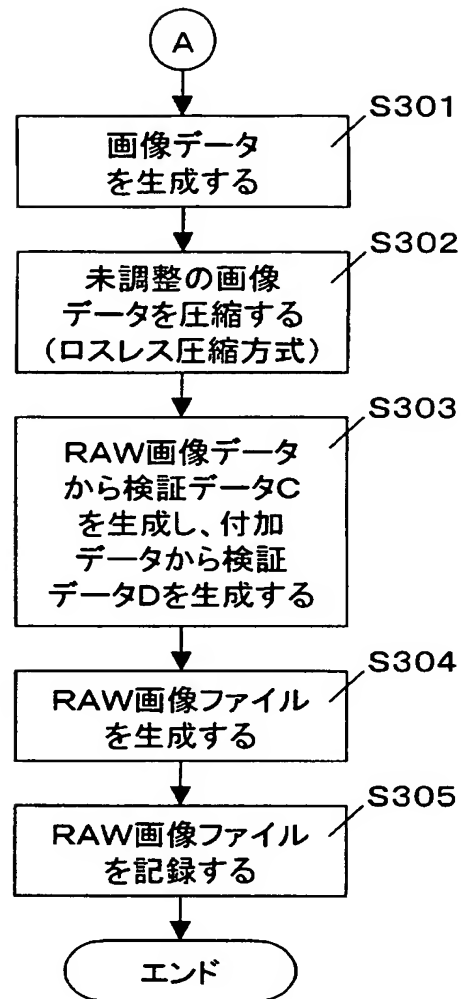 A
S301
画像データ
を生成する
S302
未調整の画像
データを圧縮する
(ロスレス圧縮方式)
S303
RAW画像データ
から検証データC
を生成し、付加
データから検証
データDを生成する
S304
RAW画像ファイル
を生成する
S305
RAW画像ファイル
を記録する
エンド